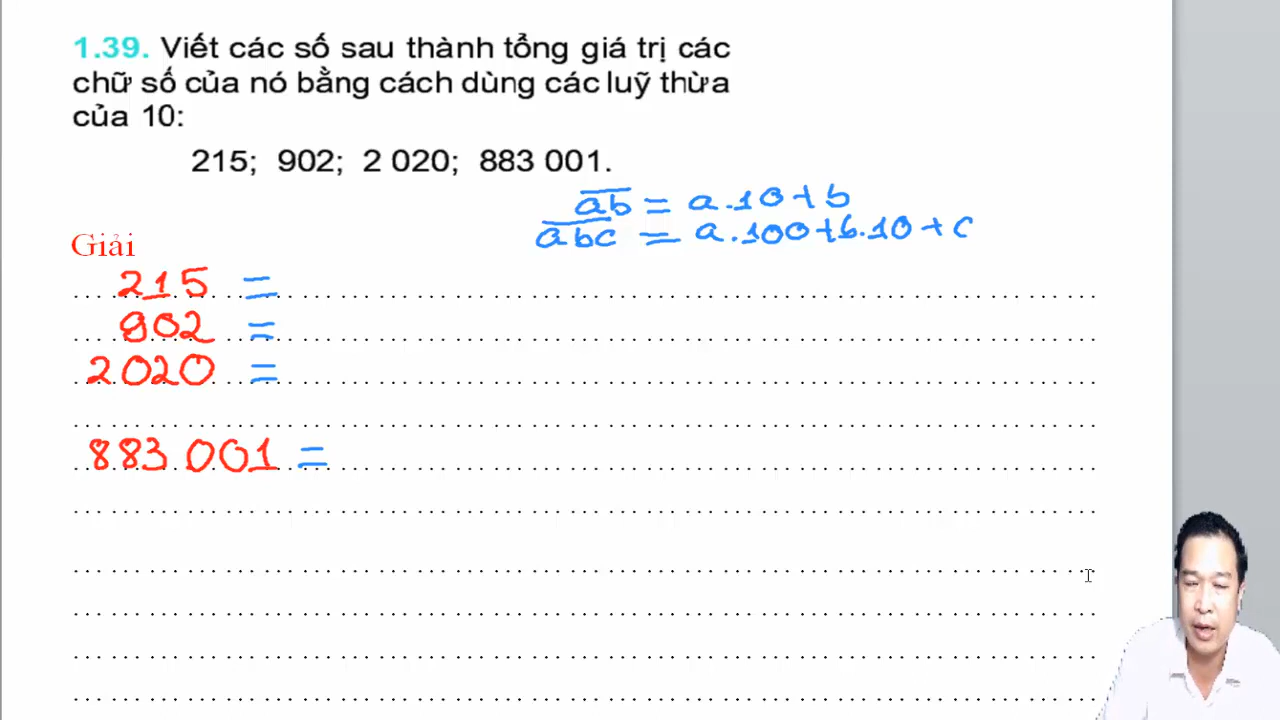 1.39. Viết các số sau thành tổng giá trị các
chữ số của nó bằng cách dùng các luỹ thừa
của 10:
215; 902; 2 020; 883 001.
ab = a.10+b
abc = a.100+b.10+c
Giải
215 =
902 =
2020 =
883 001 =